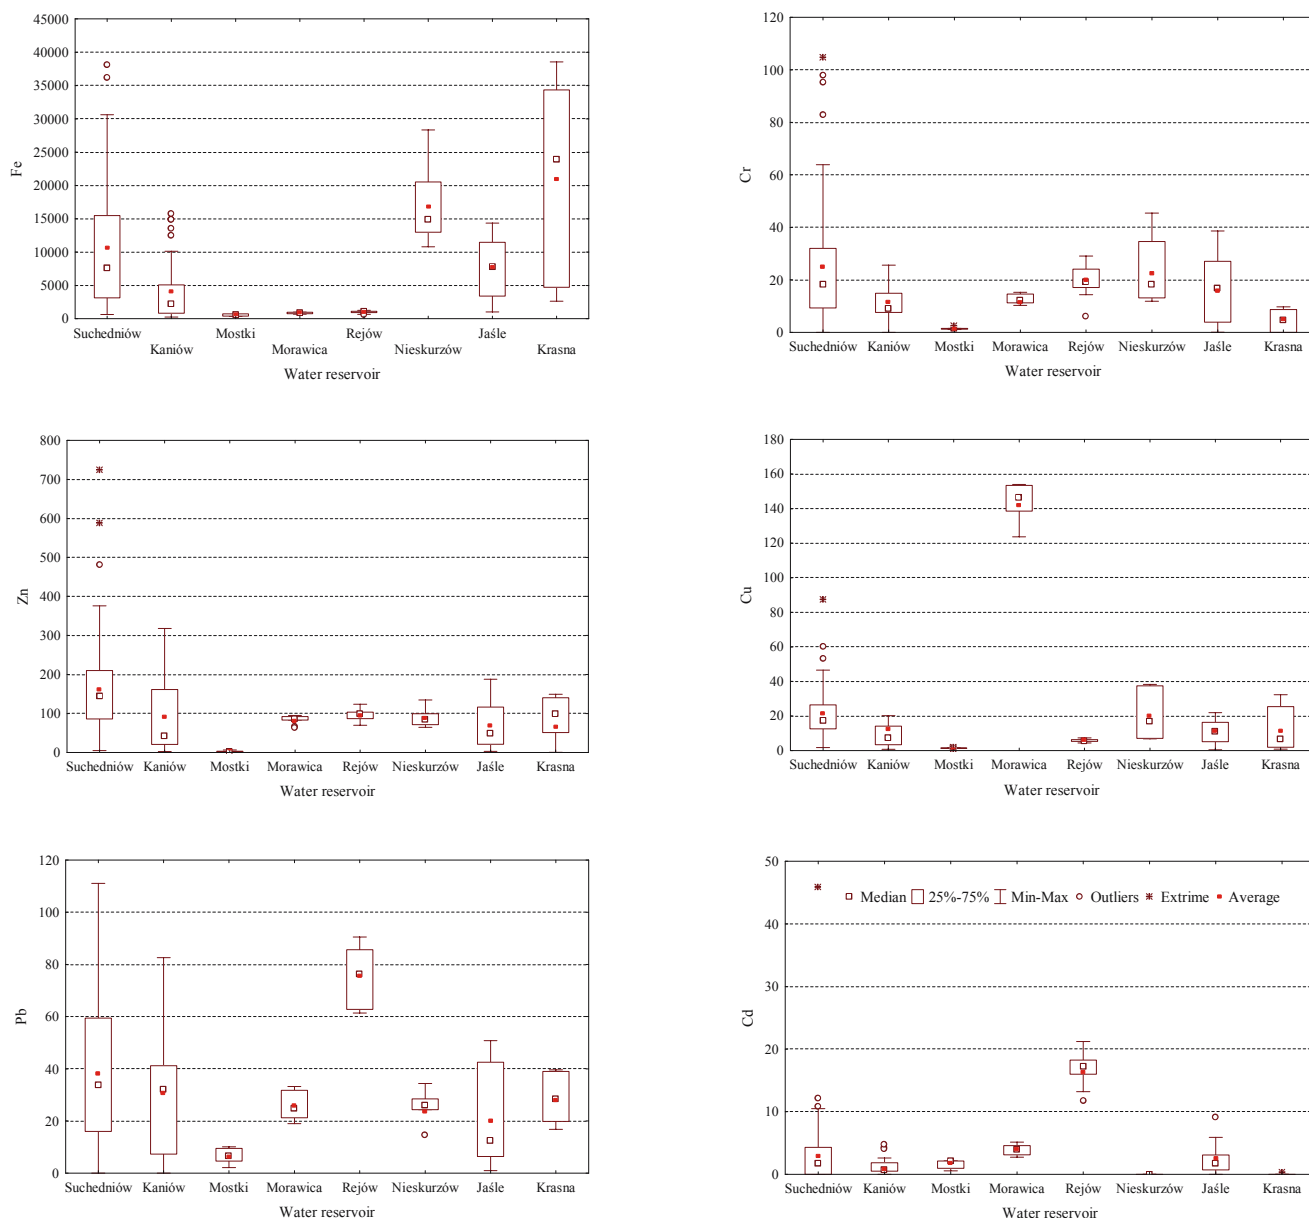 45000
40000
35000
30000
25000
20000
15000
10000
5000
0
Fe
Suchedniów Mostki Rejów Jaśle
Kaniów Morawica Nieskurzów Krasna
Water reservoir
120
100
80
60
40
20
0
Cr
Suchedniów Kaniów Mostki Morawica Rejów Nieskurzów Jaśle Krasna
Water reservoir
800
700
600
500
400
300
200
100
0
Zn
Suchedniów Kaniów Mostki Morawica Rejów Nieskurzów Jaśle Krasna
Water reservoir
180
160
140
120
100
80
60
40
20
0
Cu
Suchedniów Kaniów Mostki Morawica Rejów Nieskurzów Jaśle Krasna
Water reservoir
120
100
80
60
40
20
0
Pb
Suchedniów Kaniów Mostki Morawica Rejów Nieskurzów Jaśle Krasna
Water reservoir
50
40
30
20
10
0
Cd
Median 25%-75% Min-Max Outliers Extrime Average
Suchedniów Kaniów Mostki Morawica Rejów Nieskurzów Jaśle Krasna
Water reservoir